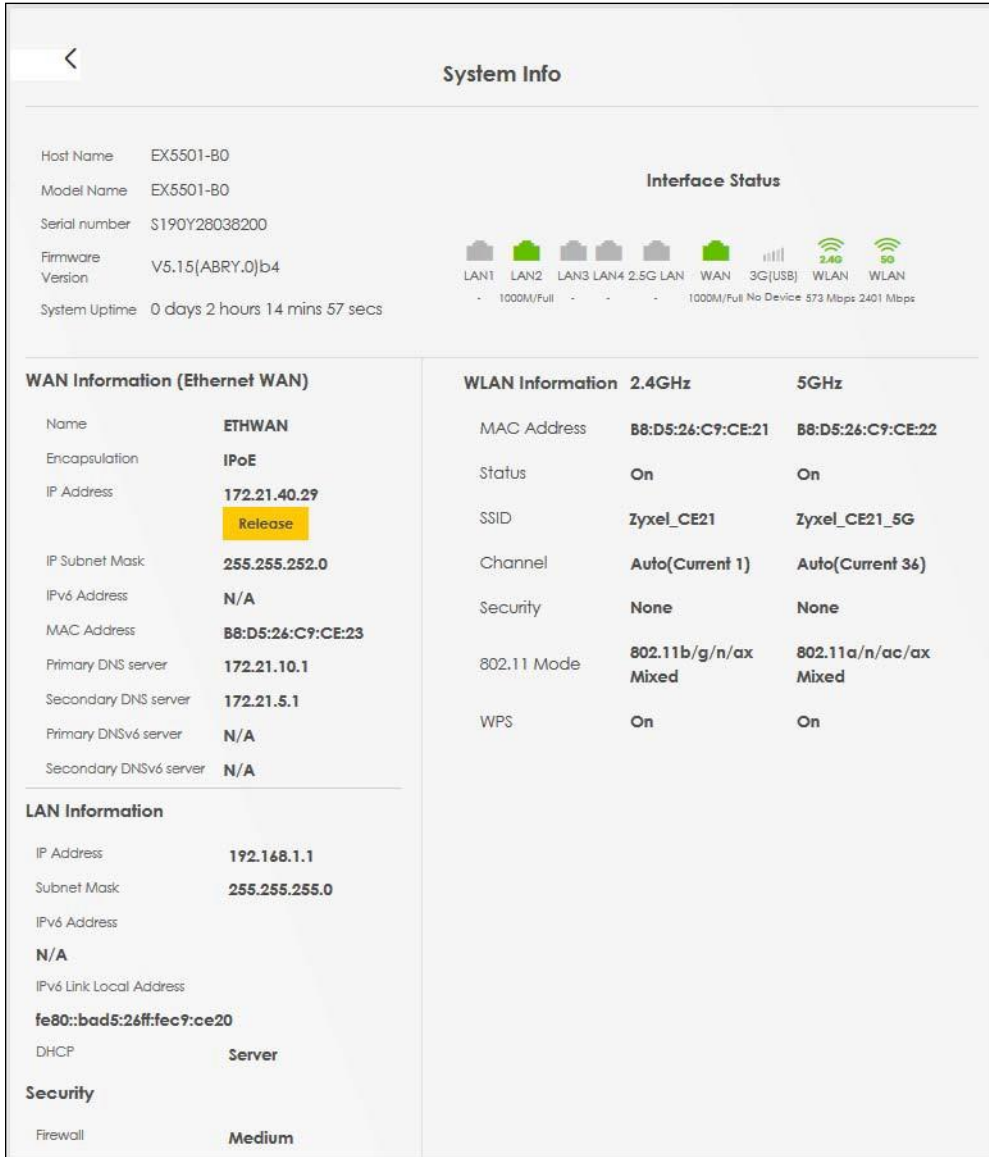 System Info
Host Name EX5501-B0
Model Name EX5501-B0
Serial number S190Y28038200
Firmware Version V5.15(ABRY.0)b4
System Uptime 0 days 2 hours 14 mins 57 secs
Interface Status
2.4G 5G
LAN1 LAN2 LAN3 LAN4 2.5G LAN WAN 3G(USB) WLAN WLAN
- 1000M/Full - - - 1000M/Full No Device 573 Mbps 2401 Mbps
WAN Information (Ethernet WAN)
Name ETHWAN
Encapsulation IPoE
IP Address 172.21.40.29
Release
IP Subnet Mask 255.255.252.0
IPv6 Address N/A
MAC Address B8:D5:26:C9:CE:23
Primary DNS server 172.21.10.1
Secondary DNS server 172.21.5.1
Primary DNSv6 server N/A
Secondary DNSv6 server N/A
LAN Information
IP Address 192.168.1.1
Subnet Mask 255.255.255.0
IPv6 Address
N/A
IPv6 Link Local Address
fe80::bad5:26ff:fec9:ce20
DHCP Server
Security
Firewall Medium
WLAN Information 2.4GHz 5GHz
MAC Address B8:D5:26:C9:CE:21 B8:D5:26:C9:CE:22
Status On On
SSID Zyxel_CE21 Zyxel_CE21_5G
Channel Auto(Current 1) Auto(Current 36)
Security None None
802.11 Mode 802.11b/g/n/ax Mixed 802.11a/n/ac/ax Mixed
WPS On On